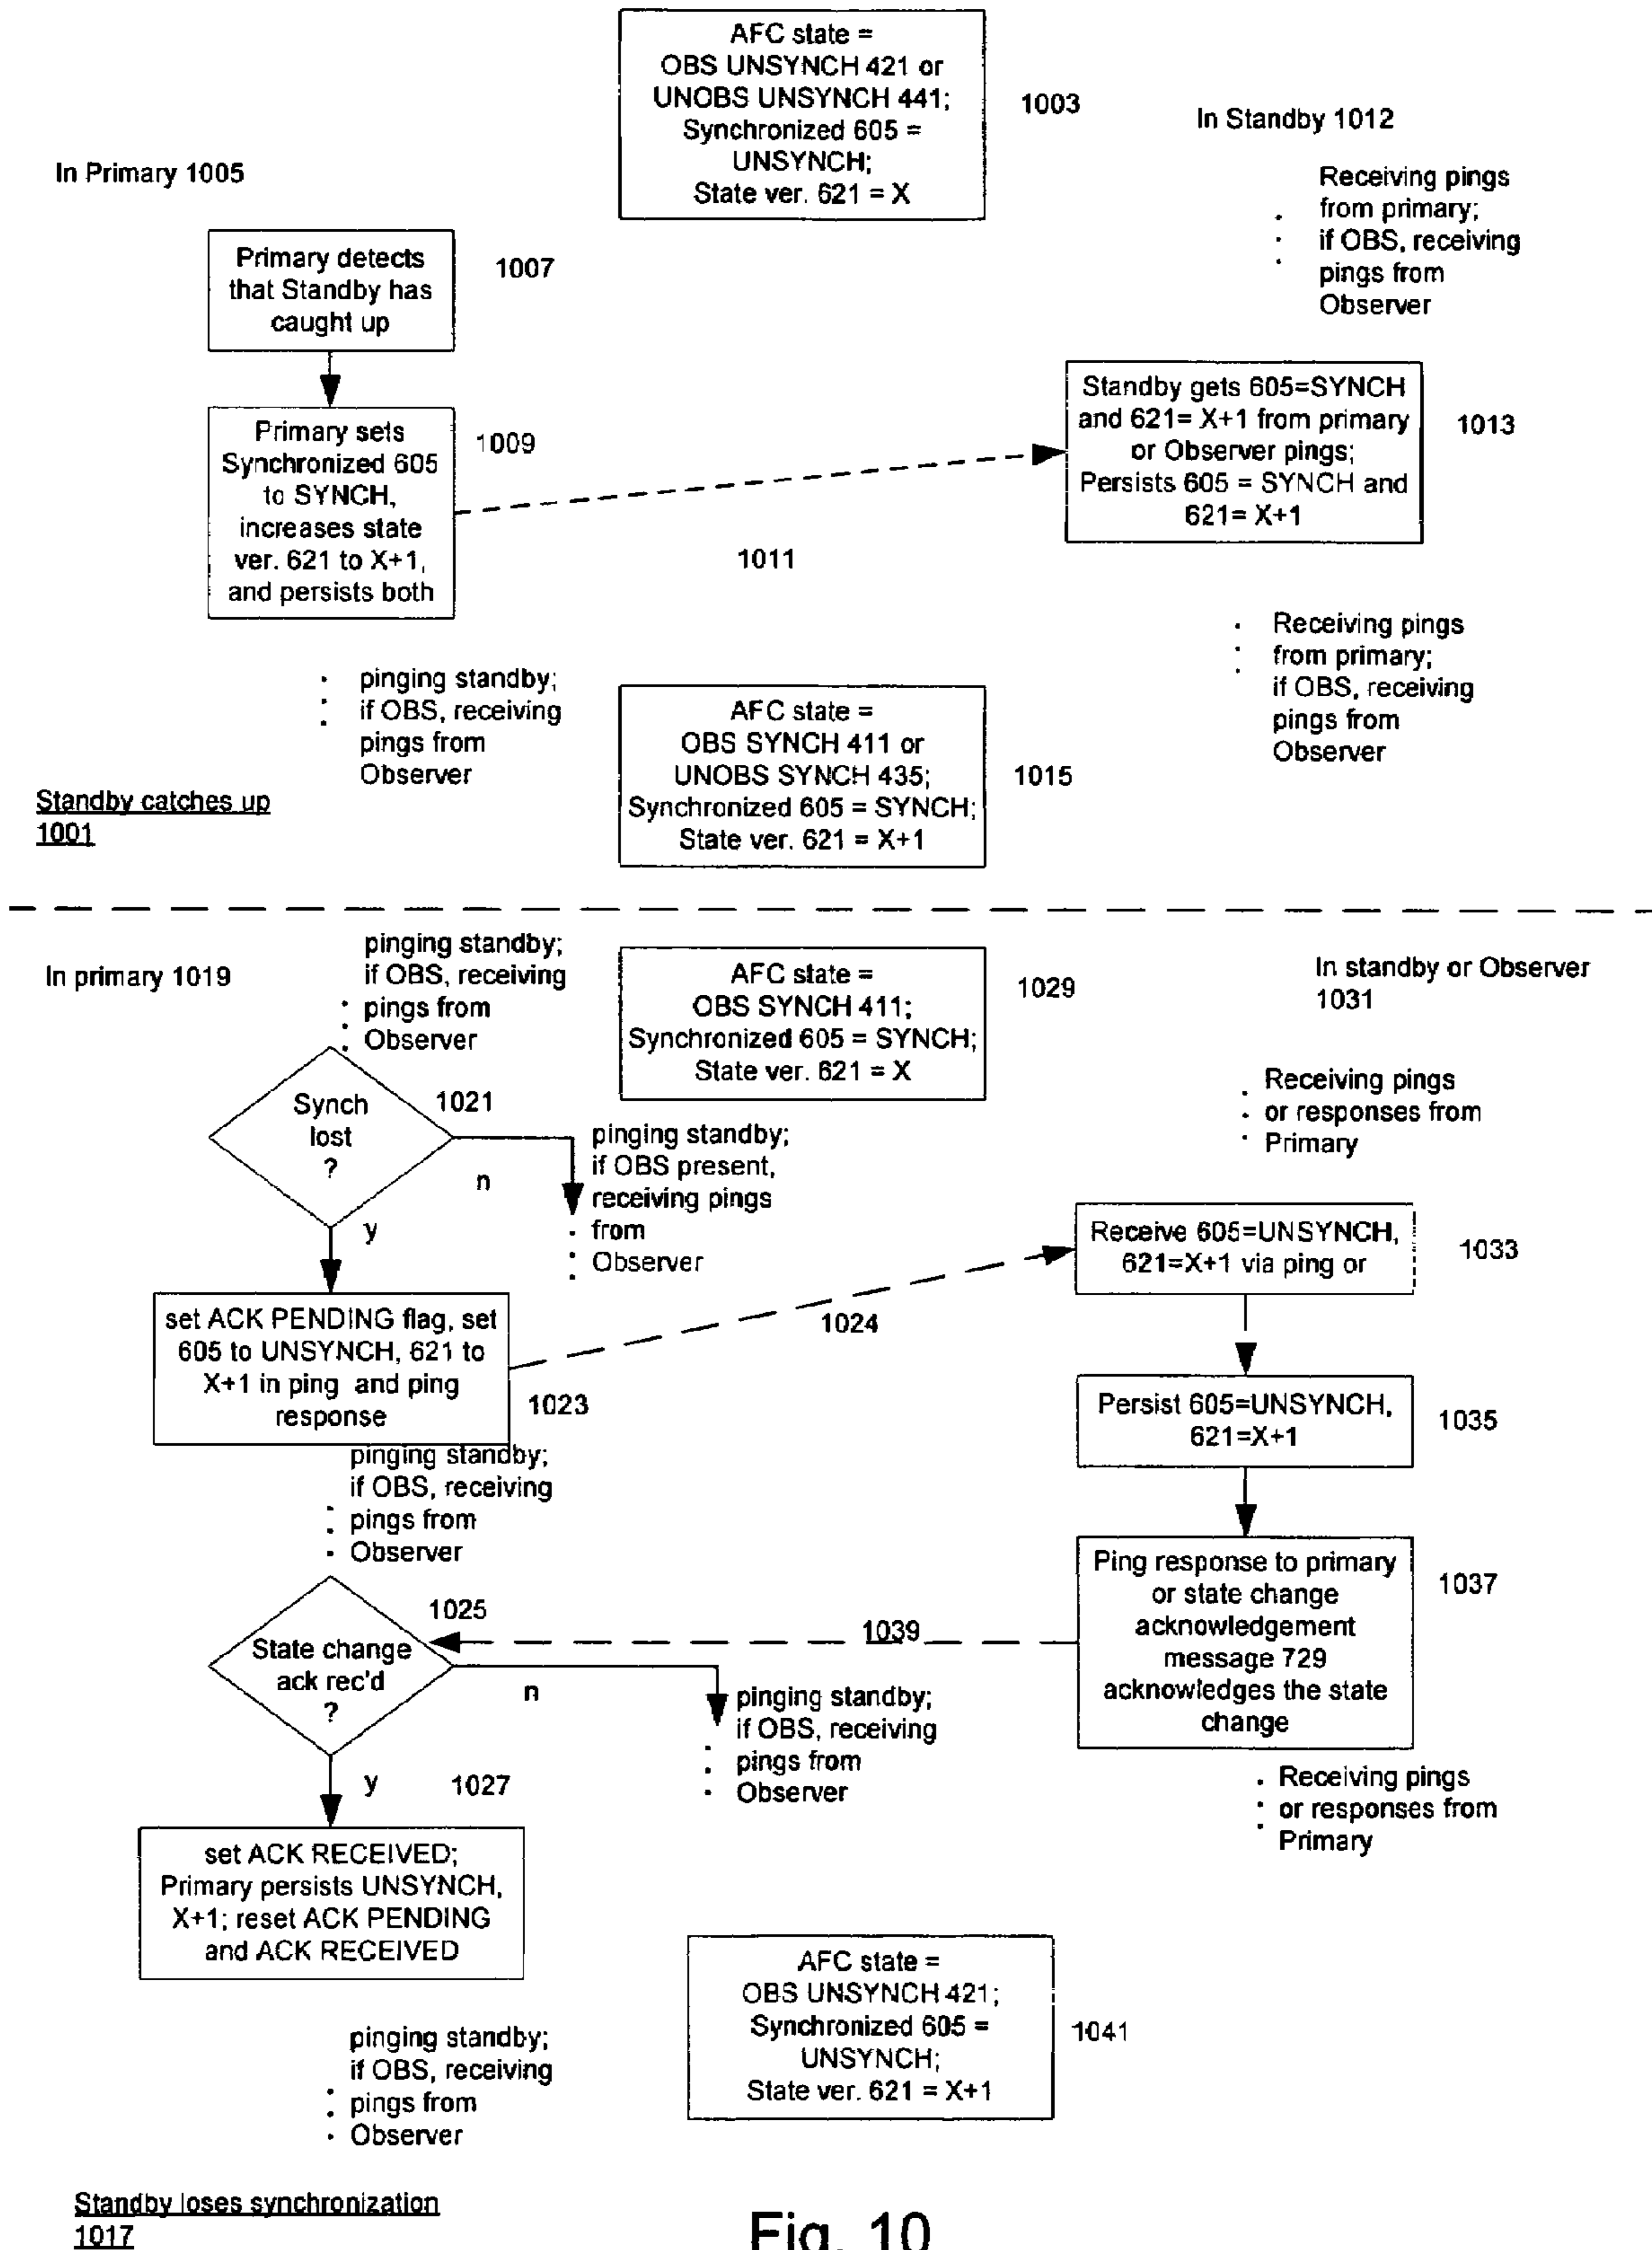 AFC state =
OBS UNSYNCH 421 or
UNOBS UNSYNCH 441;
Synchronized 605 =
UNSYNCH;
State ver. 621 = X
1003
In Standby 1012
In Primary 1005
Receiving pings
from primary;
if OBS, receiving
pings from
Observer
Primary detects
that Standby has
caught up
1007
Primary sets
Synchronized 605
to SYNCH,
increases state
ver. 621 to X+1,
and persists both
1009
1011
Standby gets 605=SYNCH
and 621= X+1 from primary
or Observer pings;
Persists 605 = SYNCH and
621= X+1
1013
pinging standby;
if OBS, receiving
pings from
Observer
Receiving pings
from primary;
if OBS, receiving
pings from
Observer
AFC state =
OBS SYNCH 411 or
UNOBS SYNCH 435;
Synchronized 605 = SYNCH;
State ver. 621 = X+1
1015
Standby catches up
1001
In primary 1019
pinging standby;
if OBS, receiving
pings from
Observer
AFC state =
OBS SYNCH 411;
Synchronized 605 = SYNCH;
State ver. 621 = X
1029
In standby or Observer
1031
Synch
lost
?
1021
n
y
pinging standby;
if OBS present,
receiving pings
from
Observer
Receiving pings
or responses from
Primary
Receive 605=UNSYNCH,
621=X+1 via ping or
1033
set ACK PENDING flag, set
605 to UNSYNCH, 621 to
X+1 in ping and ping
response
1023
1024
Persist 605=UNSYNCH,
621=X+1
1035
pinging standby;
if OBS, receiving
pings from
Observer
Ping response to primary
or state change
acknowledgement
message 729
acknowledges the state
change
1037
State change
ack rec'd
?
1025
1039
n
y
pinging standby;
if OBS, receiving
pings from
Observer
Receiving pings
or responses from
Primary
1027
set ACK RECEIVED;
Primary persists UNSYNCH,
X+1; reset ACK PENDING
and ACK RECEIVED
AFC state =
OBS UNSYNCH 421;
Synchronized 605 =
UNSYNCH;
State ver. 621 = X+1
1041
pinging standby;
if OBS, receiving
pings from
Observer
Standby loses synchronization
1017
Fig. 10